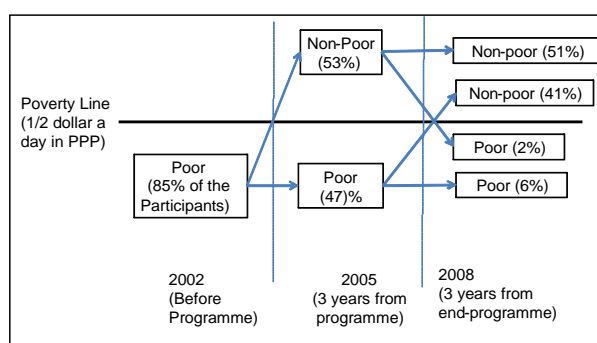 Non-Poor
(53%)
Non-poor (51%)
Non-poor (41%)
Poverty Line
(1/2 dollar a
day in PPP)
Poor (2%)
Poor
(85% of the
Participants)
Poor
(47)%
Poor (6%)
2002
(Before
Programme)
2005
(3 years from
programme)
2008
(3 years from
end-programme)